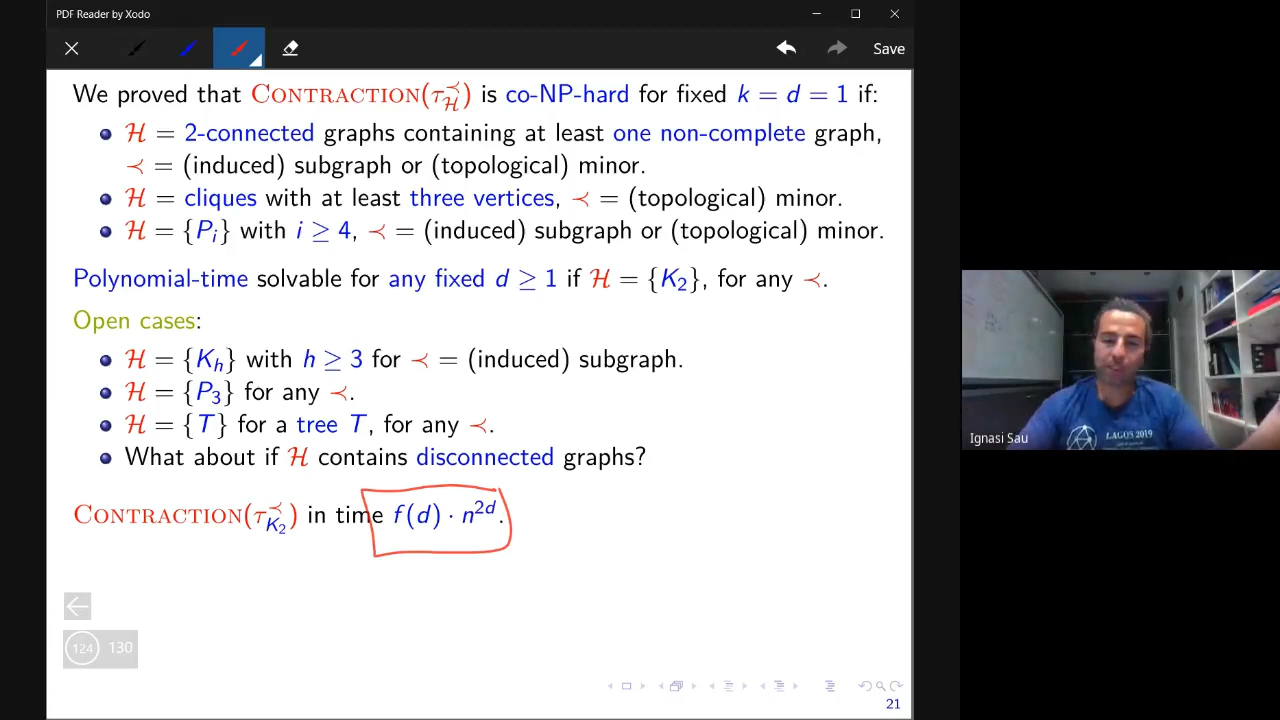 PDF Reader by Xodo
Save
We proved that CONTRACTION(τ_ℋ^≺) is co-NP-hard for fixed k = d = 1 if:
ℋ = 2-connected graphs containing at least one non-complete graph,
≺ = (induced) subgraph or (topological) minor.
ℋ = cliques with at least three vertices, ≺ = (topological) minor.
ℋ = {P_i} with i ≥ 4, ≺ = (induced) subgraph or (topological) minor.
Polynomial-time solvable for any fixed d ≥ 1 if ℋ = {K_2}, for any ≺.
Open cases:
ℋ = {K_h} with h ≥ 3 for ≺ = (induced) subgraph.
ℋ = {P_3} for any ≺.
ℋ = {T} for a tree T, for any ≺.
What about if ℋ contains disconnected graphs?
CONTRACTION(τ_{K_2}^≺) in time f(d) · n^{2d}.
124 130
21
Ignasi Sau
LAGOS 2019